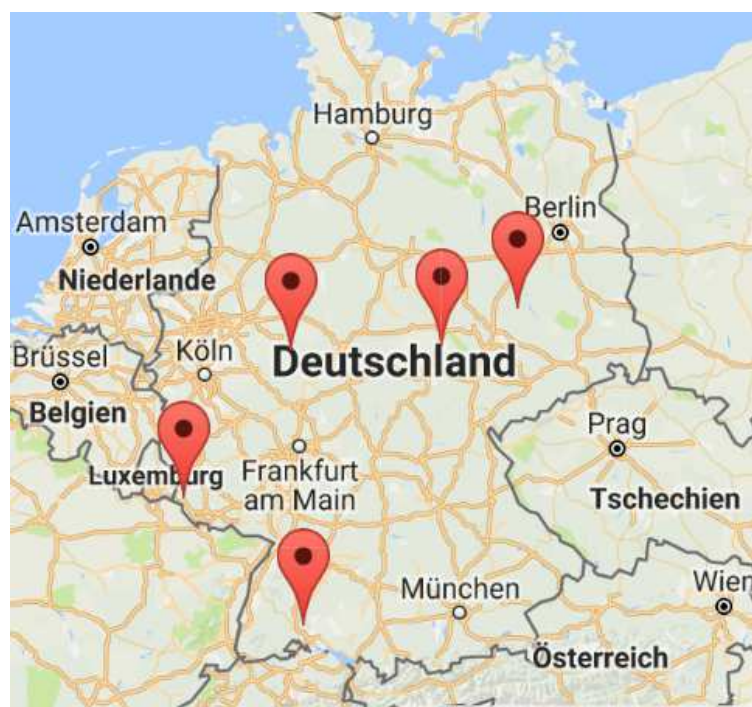 Hamburg
Berlin
Amsterdam
Niederlande
Brüssel
Köln
Deutschland
Belgien
Prag
Luxemburg
Frankfurt
am Main
Tschechien
München
Wien
Österreich